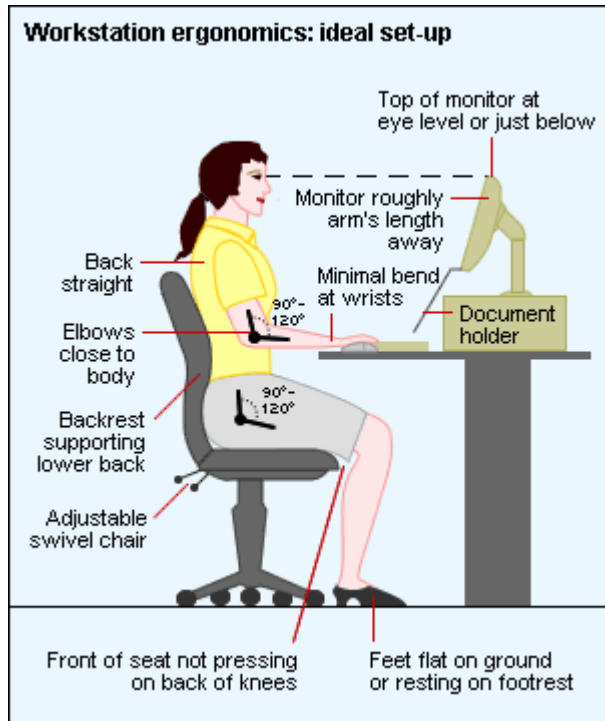 Workstation ergonomics: ideal set-up
Top of monitor at
eye level or just below
Monitor roughly
arm's length
away
Back
straight
Minimal bend
at wrists
90°-
120°
Document
holder
Elbows
close to
body
90°-
120°
Backrest
supporting
lower back
Adjustable
swivel chair
Front of seat not pressing
on back of knees
Feet flat on ground
or resting on footrest